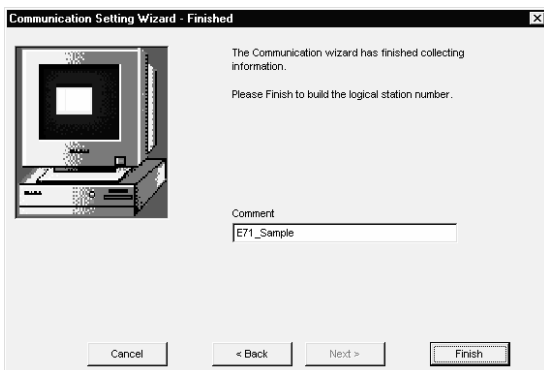 Communication Setting Wizard - Finished
The Communication wizard has finished collecting
information.
Please Finish to build the logical station number.
Comment
E71_Sample
Cancel
< Back
Next >
Finish